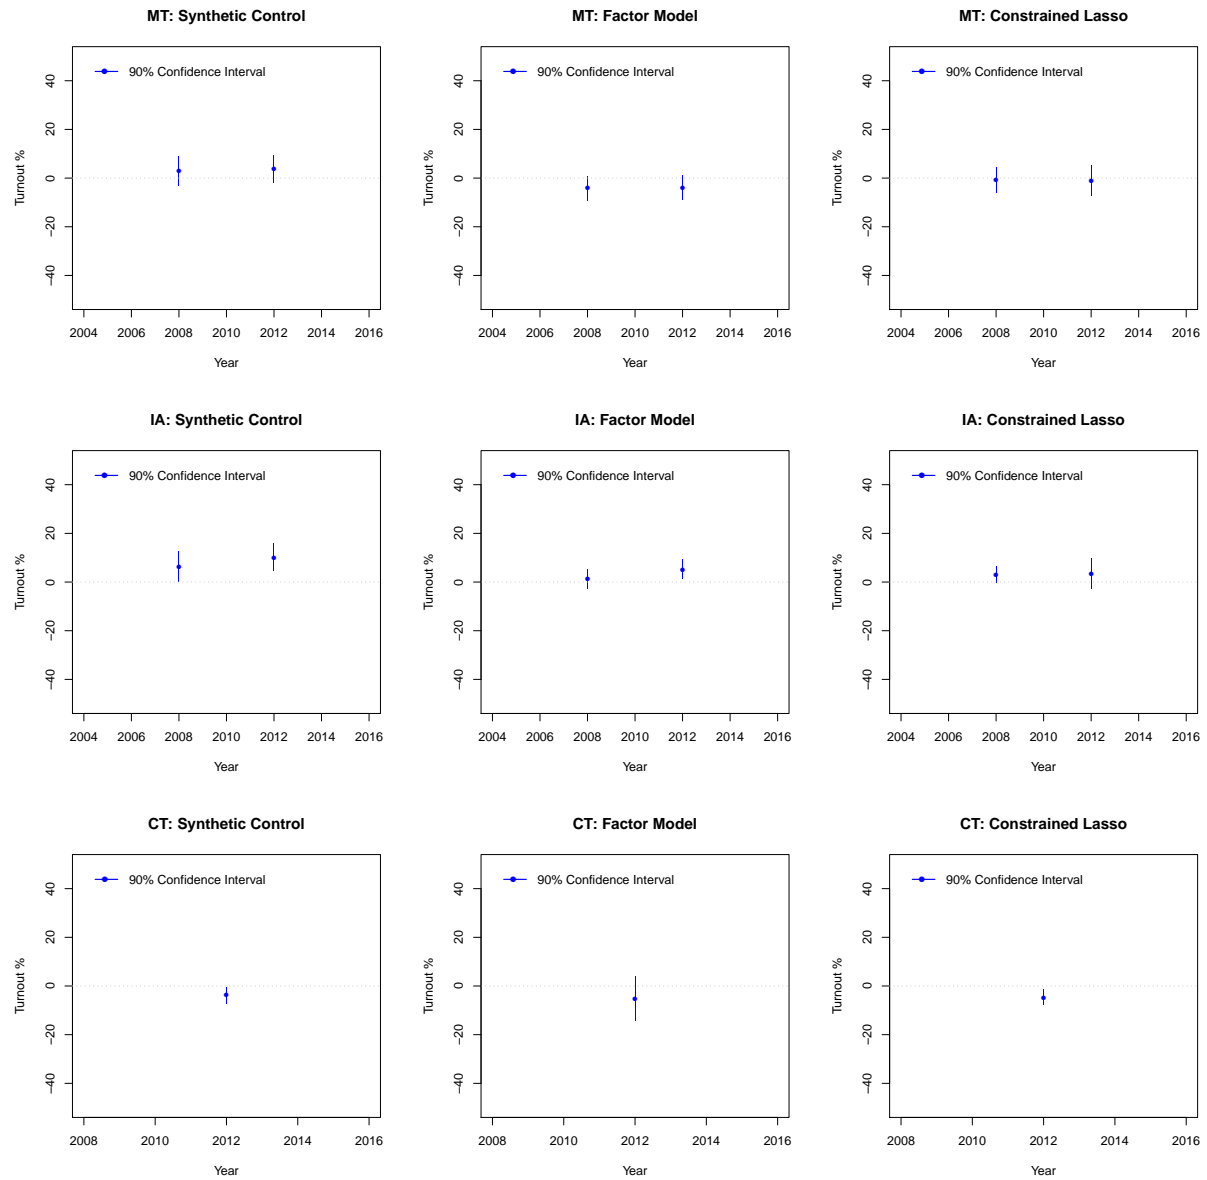 MT: Synthetic Control
90% Confidence Interval
Turnout %
40
20
0
−20
−40
2004 2006 2008 2010 2012 2014 2016
Year
MT: Factor Model
90% Confidence Interval
Turnout %
40
20
0
−20
−40
2004 2006 2008 2010 2012 2014 2016
Year
MT: Constrained Lasso
90% Confidence Interval
Turnout %
40
20
0
−20
−40
2004 2006 2008 2010 2012 2014 2016
Year
IA: Synthetic Control
90% Confidence Interval
Turnout %
40
20
0
−20
−40
2004 2006 2008 2010 2012 2014 2016
Year
IA: Factor Model
90% Confidence Interval
Turnout %
40
20
0
−20
−40
2004 2006 2008 2010 2012 2014 2016
Year
IA: Constrained Lasso
90% Confidence Interval
Turnout %
40
20
0
−20
−40
2004 2006 2008 2010 2012 2014 2016
Year
CT: Synthetic Control
90% Confidence Interval
Turnout %
40
20
0
−20
−40
2008 2010 2012 2014 2016
Year
CT: Factor Model
90% Confidence Interval
Turnout %
40
20
0
−20
−40
2008 2010 2012 2014 2016
Year
CT: Constrained Lasso
90% Confidence Interval
Turnout %
40
20
0
−20
−40
2008 2010 2012 2014 2016
Year